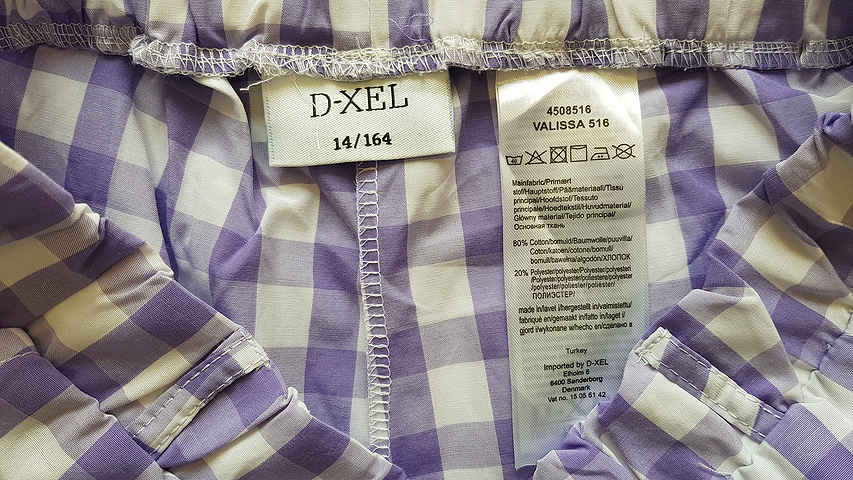 D-XEL
14/164
4508516
VALISSA 516
40
Mainfabric/Primært
stof/Hauptstoff/Päämateriaali/Tissu
principal/Hoofdstof/Tessuto
principale/Hoedtekstil/Huvudmaterial/
Główny material/Tejido principal/
Основная ткань
80% Cotton/bomuld/Baumwolle/puuvilla/
Coton/katoen/cotone/bomull/
bomull/bawełna/algodón/ХЛОПОК
20% Polyester/polyester/Polyester/polyesteri
/Polyester/polyester/poliestere/polyester
/polyester/poliester/poliéster/
ПОЛИЭСТЕР/
made in/lavet i/hergestellt in/valmistettu/
fabriqué en/gemaakt in/fatto in/laget i/
gjord i/wykonane w/hecho en/сделано в
Turkey
Imported by D-XEL
Elholm 6
6400 Sønderborg
Denmark
Vat no. 15 05 61 42